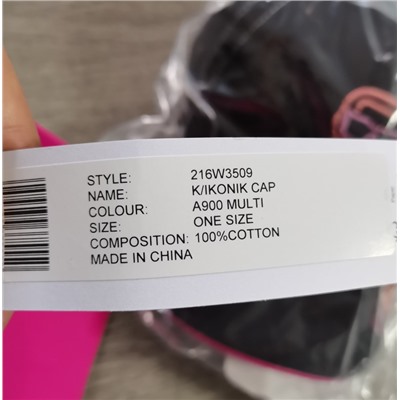 STYLE: 216W3509
NAME: K/IKONIK CAP
COLOUR: A900 MULTI
SIZE: ONE SIZE
COMPOSITION: 100%COTTON
MADE IN CHINA